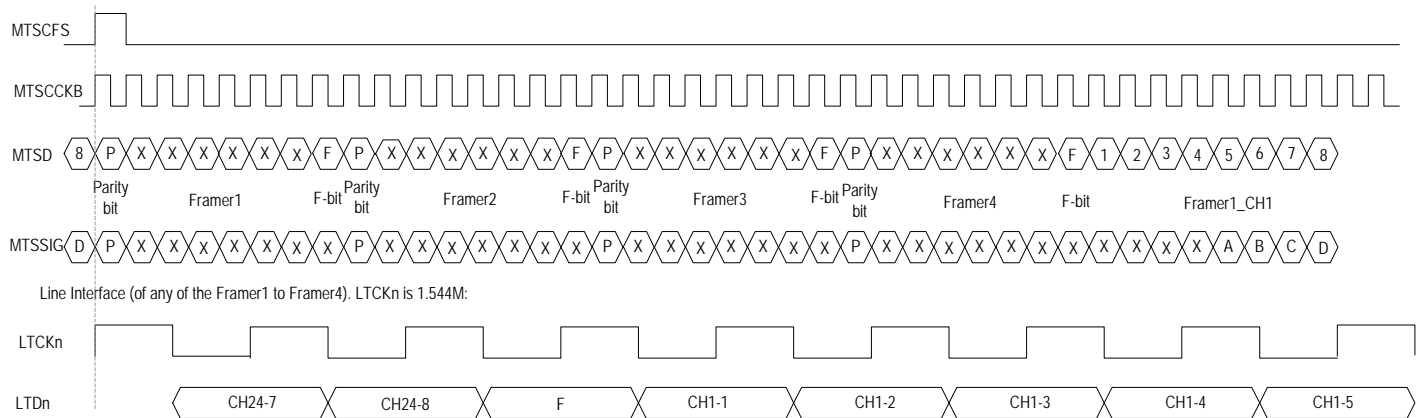 MTSCFS
MTSCCKB
MTSD 8 P X X X X X X F P X X X X X X F P X X X X X X F P X X X X X X F 1 2 3 4 5 6 7 8
Parity bit Framer1 F-bit Parity bit Framer2 F-bit Parity bit Framer3 F-bit Parity bit Framer4 F-bit Framer1_CH1
MTSSIG D P X X X X X X X P X X X X X X X P X X X X X X X P X X X X X X X X X X X A B C D
Line Interface (of any of the Framer1 to Framer4). LTCKn is 1.544M:
LTCKn
LTDn CH24-7 CH24-8 F CH1-1 CH1-2 CH1-3 CH1-4 CH1-5